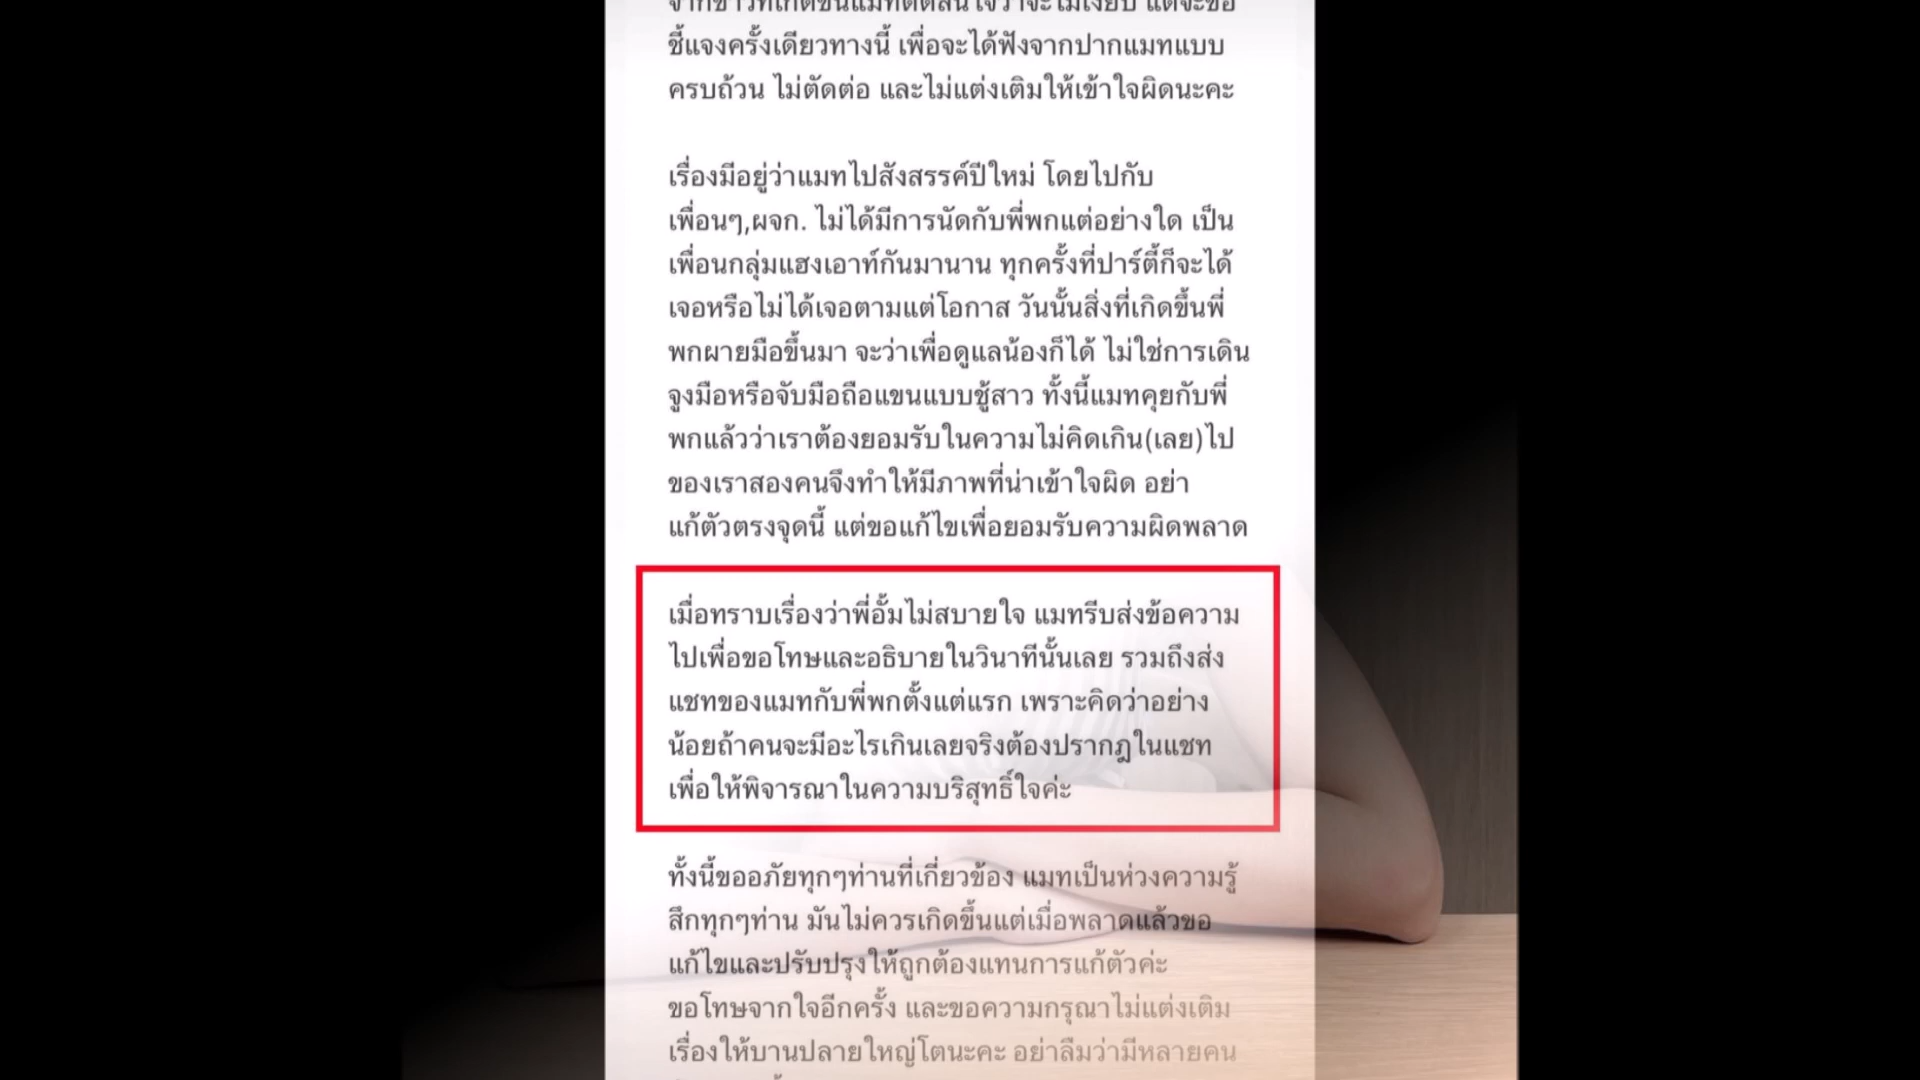 จากข่าวที่เกิดขึ้นแมทตัดสินใจว่าจะไม่เงียบ แต่จะขอ
ชี้แจงครั้งเดียวทางนี้ เพื่อจะได้ฟังจากปากแมทแบบ
ครบถ้วน ไม่ตัดต่อ และไม่แต่งเติมให้เข้าใจผิดนะคะ
เรื่องมีอยู่ว่าแมทไปสังสรรค์ปีใหม่ โดยไปกับ
เพื่อนๆ,ผจก. ไม่ได้มีการนัดกับพี่พกแต่อย่างใด เป็น
เพื่อนกลุ่มแฮงเอาท์กันมานาน ทุกครั้งที่ปาร์ตี้ก็จะได้
เจอหรือไม่ได้เจอตามแต่โอกาส วันนั้นสิ่งที่เกิดขึ้นพี่
พกผายมือขึ้นมา จะว่าเพื่อดูแลน้องก็ได้ ไม่ใช่การเดิน
จูงมือหรือจับมือถือแขนแบบชู้สาว ทั้งนี้แมทคุยกับพี่
พกแล้วว่าเราต้องยอมรับในความไม่คิดเกิน(เลย)ไป
ของเราสองคนจึงทำให้มีภาพที่น่าเข้าใจผิด อย่า
แก้ตัวตรงจุดนี้ แต่ขอแก้ไขเพื่อยอมรับความผิดพลาด
เมื่อทราบเรื่องว่าพี่อั้มไม่สบายใจ แมทรีบส่งข้อความ
ไปเพื่อขอโทษและอธิบายในวินาทีนั้นเลย รวมถึงส่ง
แชทของแมทกับพี่พกตั้งแต่แรก เพราะคิดว่าอย่าง
น้อยถ้าคนจะมีอะไรเกินเลยจริงต้องปรากฏในแชท
เพื่อให้พิจารณาในความบริสุทธิ์ใจค่ะ
ทั้งนี้ขออภัยทุกๆท่านที่เกี่ยวข้อง แมทเป็นห่วงความรู้
สึกทุกๆท่าน มันไม่ควรเกิดขึ้นแต่เมื่อพลาดแล้วขอ
แก้ไขและปรับปรุงให้ถูกต้องแทนการแก้ตัวค่ะ
ขอโทษจากใจอีกครั้ง และขอความกรุณาไม่แต่งเติม
เรื่องให้บานปลายใหญ่โตนะคะ อย่าลืมว่ามีหลายคน